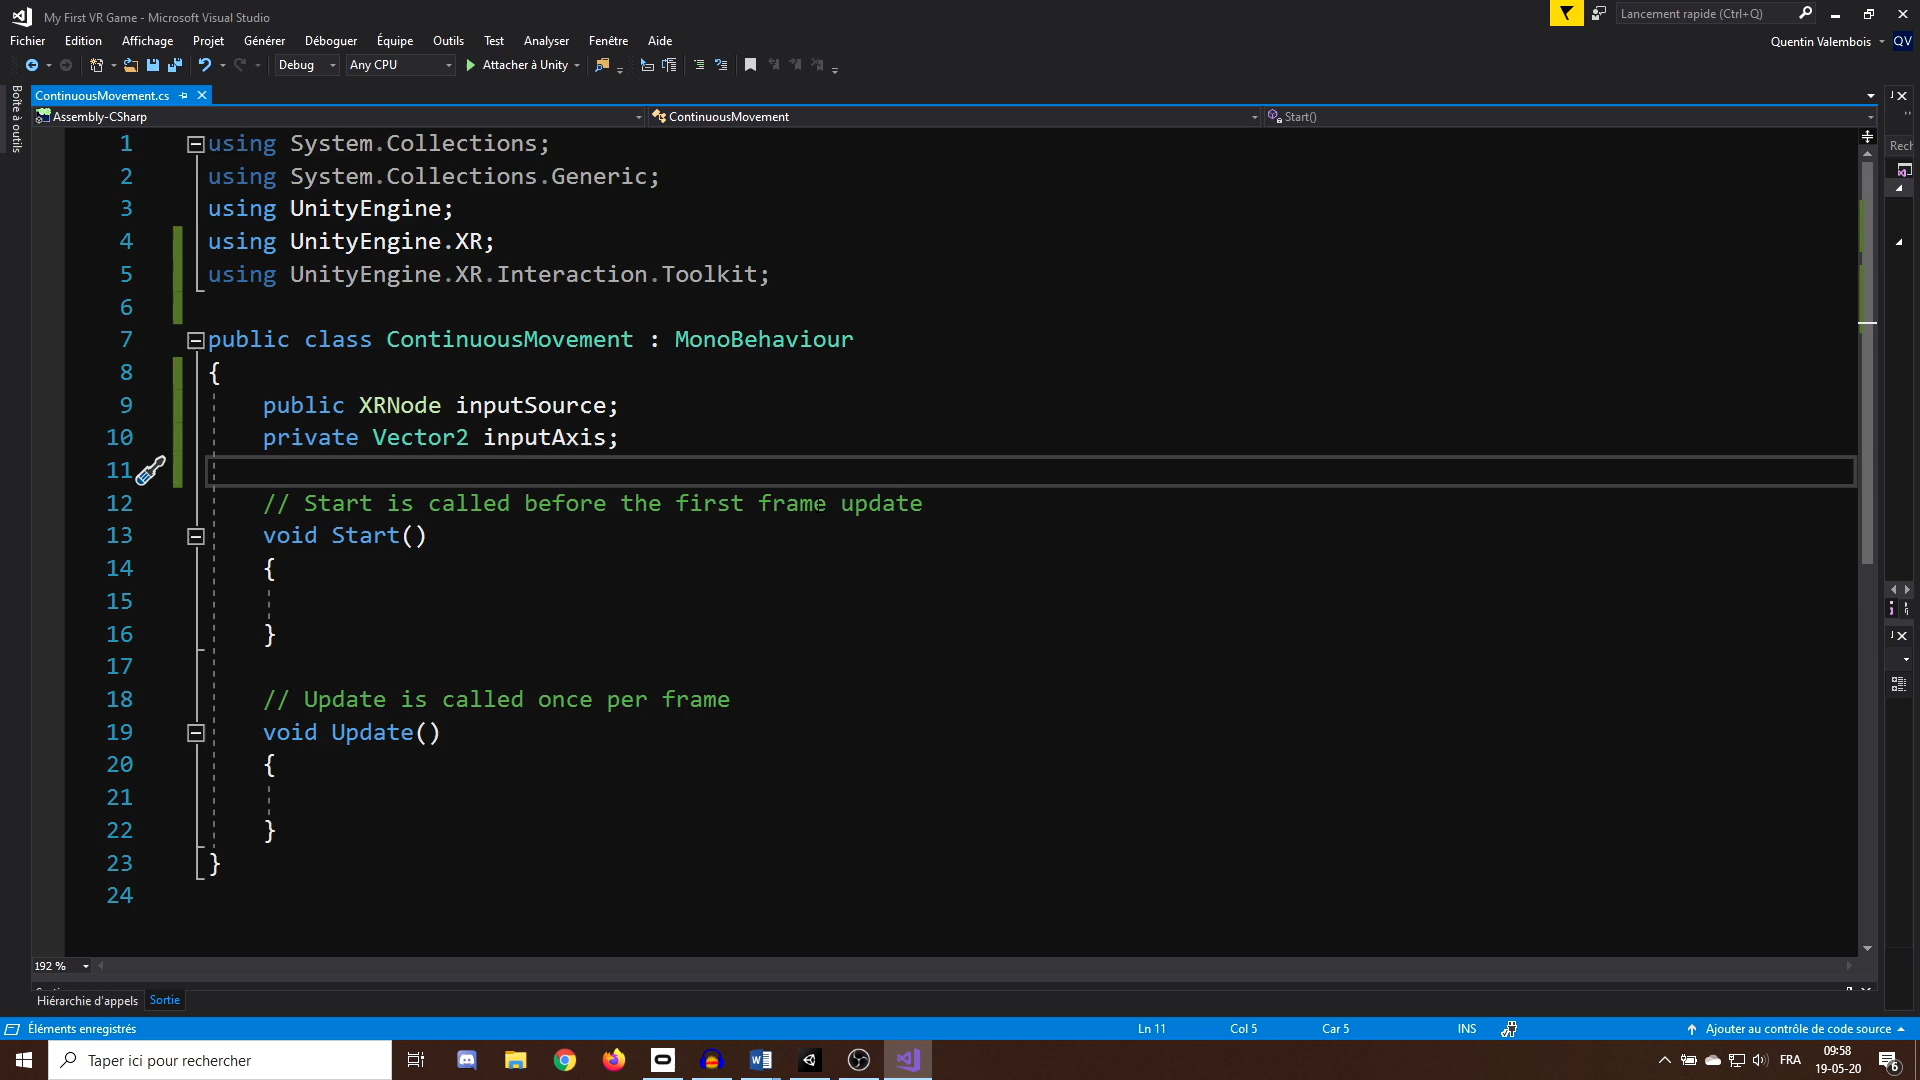 My First VR Game - Microsoft Visual Studio
Lancement rapide (Ctrl+Q)
Fichier Edition Affichage Projet Générer Déboguer Équipe Outils Test Analyser Fenêtre Aide
Quentin Valembois QV
Debug Any CPU Attacher à Unity
Boîte à outils
ContinuousMovement.cs
Assembly-CSharp ContinuousMovement Start()
Rech
1 using System.Collections;
2 using System.Collections.Generic;
3 using UnityEngine;
4 using UnityEngine.XR;
5 using UnityEngine.XR.Interaction.Toolkit;
6
7 public class ContinuousMovement : MonoBehaviour
8 {
9 public XRNode inputSource;
10 private Vector2 inputAxis;
11
12 // Start is called before the first frame update
13 void Start()
14 {
15
16 }
17
18 // Update is called once per frame
19 void Update()
20 {
21
22 }
23 }
24
192 %
Hiérarchie d'appels Sortie
Éléments enregistrés Ln 11 Col 5 Car 5 INS Ajouter au contrôle de code source
Taper ici pour rechercher
FRA
09:58
19-05-20
6